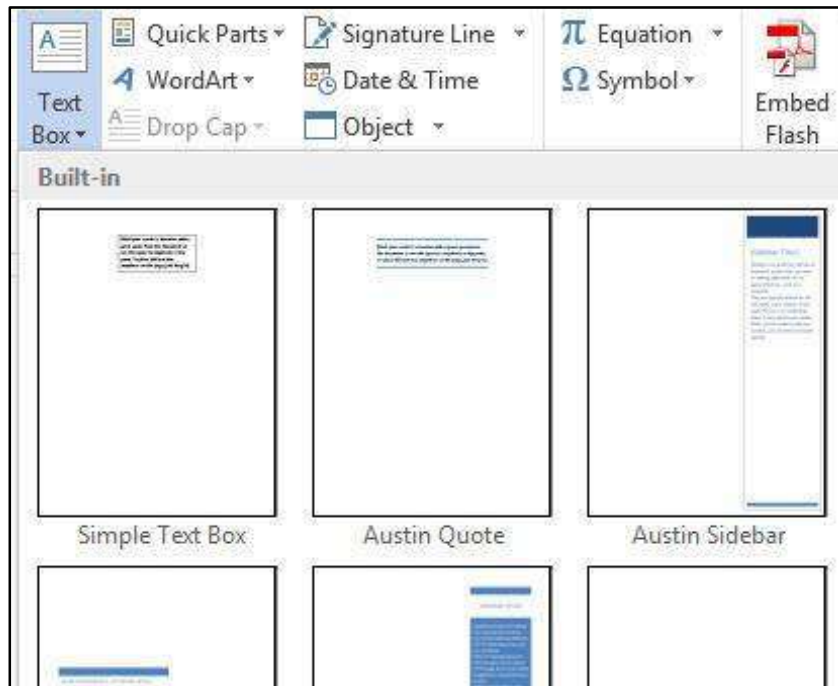 Text
Box
Quick Parts
WordArt
Drop Cap
Signature Line
Date & Time
Object
π Equation
Ω Symbol
Embed
Flash
Built-in
Simple Text Box
Austin Quote
Austin Sidebar